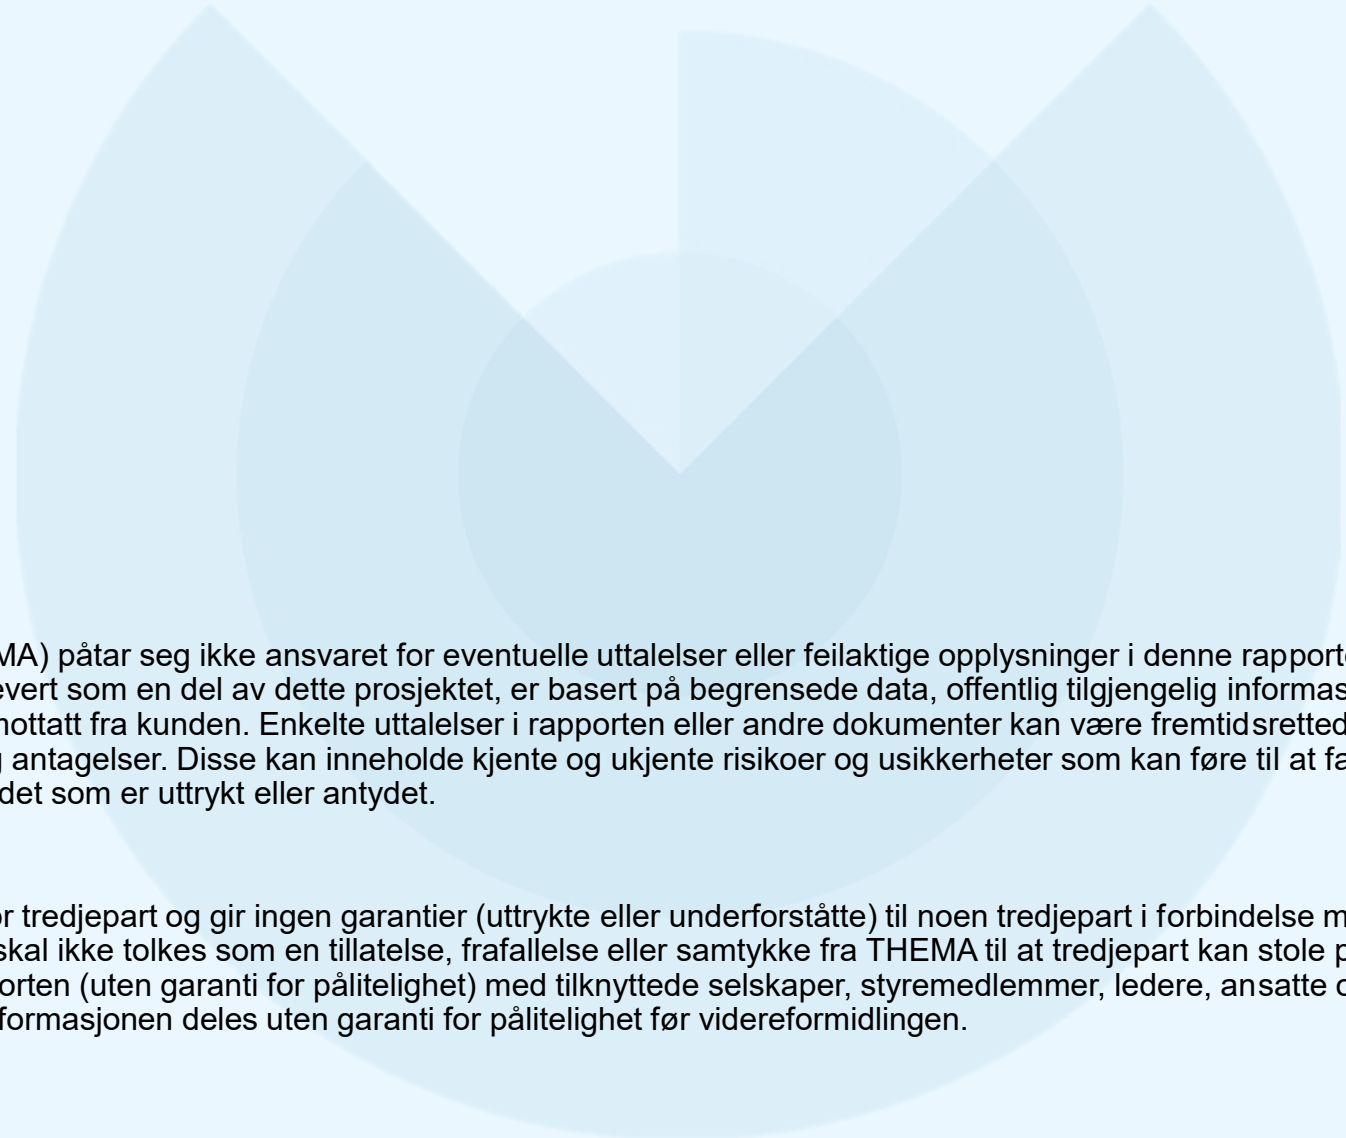 MA) påtar seg ikke ansvaret for eventuelle uttalelser eller feilaktige opplysninger i denne rapport
evert som en del av dette prosjektet, er basert på begrensede data, offentlig tilgjengelig informas
mottatt fra kunden. Enkelte uttalelser i rapporten eller andre dokumenter kan være fremtidsretted
g antagelser. Disse kan inneholde kjente og ukjente risikoer og usikkerheter som kan føre til at fa
det som er uttrykt eller antydet.
or tredjepart og gir ingen garantier (uttrykte eller underforståtte) til noen tredjepart i forbindelse m
skal ikke tolkes som en tillatelse, frafallelse eller samtykke fra THEMA til at tredjepart kan stole p
orten (uten garanti for pålitelighet) med tilknyttede selskaper, styremedlemmer, ledere, ansatte o
formasjonen deles uten garanti for pålitelighet før videreformidlingen.